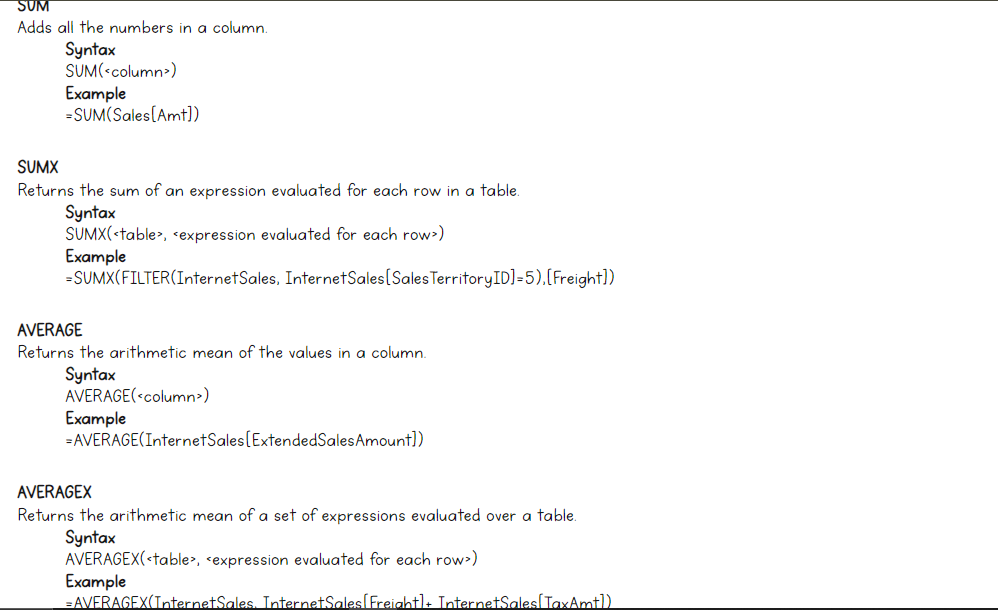 SUM
Adds all the numbers in a column.
Syntax
SUM(<column>)
Example
=SUM(Sales[Amt])
SUMX
Returns the sum of an expression evaluated for each row in a table.
Syntax
SUMX(<table>, <expression evaluated for each row>)
Example
=SUMX(FILTER(InternetSales, InternetSales[SalesTerritoryID]=5),[Freight])
AVERAGE
Returns the arithmetic mean of the values in a column.
Syntax
AVERAGE(<column>)
Example
=AVERAGE(InternetSales[ExtendedSalesAmount])
AVERAGEX
Returns the arithmetic mean of a set of expressions evaluated over a table.
Syntax
AVERAGEX(<table>, <expression evaluated for each row>)
Example
=AVERAGEX(InternetSales, InternetSales[Freight]+ InternetSales[TaxAmt])